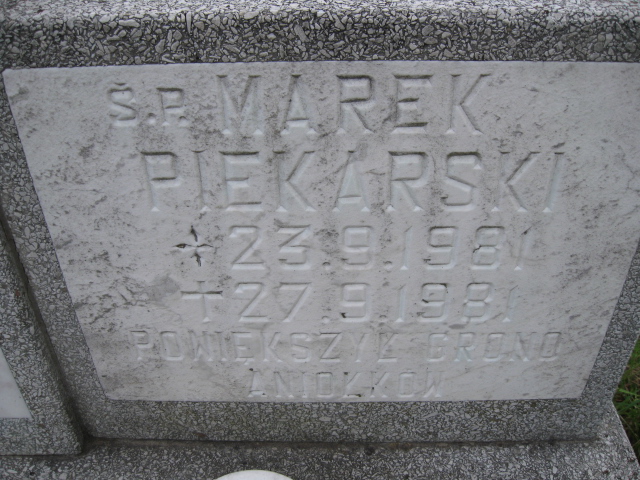 Ś.P. MAREK
PIEKARSKI
23.9.1981
27.9.1981
POWIĘKSZYŁ GRONO
ANIOŁKÓW